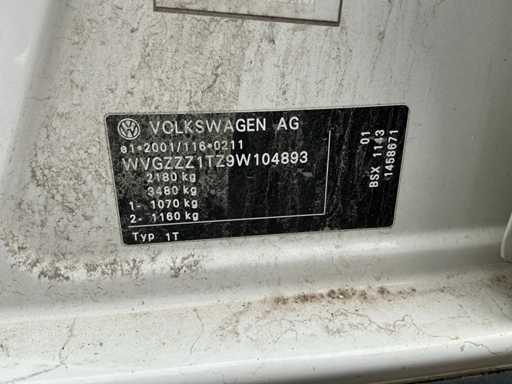 VOLKSWAGEN AG
e1*2001/116*0211
WVGZZZ1TZ9W104893
2180 kg
3480 kg
1- 1070 kg
2- 1160 kg
Typ 1T
01
BSX 1143
1458671